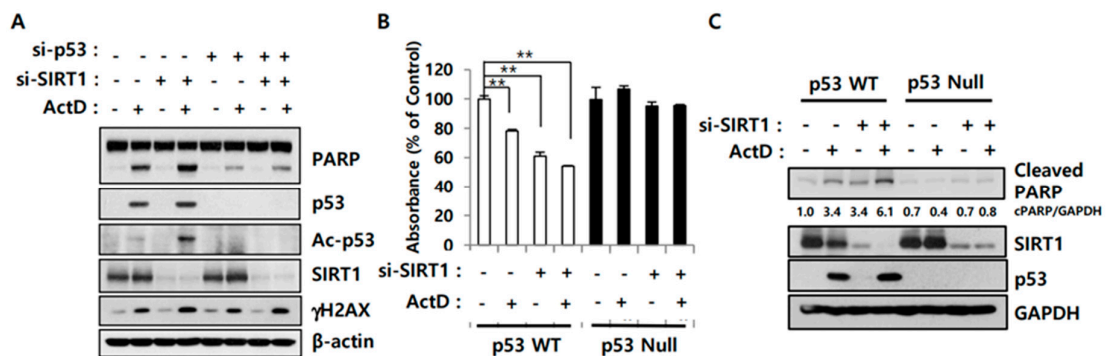 A
si-p53 : - - - - + + + +
si-SIRT1 : - - + + - - + +
ActD : - + - + - + - +
PARP
p53
Ac-p53
SIRT1
γH2AX
β-actin
B
Absorbance (% of Control)
120
100
80
60
40
20
0
**
**
**
si-SIRT1 : - - + + - - + +
ActD : - + - + - + - +
p53 WT p53 Null
C
p53 WT p53 Null
si-SIRT1 : - - + + - - + +
ActD : - + - + - + - +
Cleaved
PARP
1.0 3.4 3.4 6.1 0.7 0.4 0.7 0.8 cPARP/GAPDH
SIRT1
p53
GAPDH